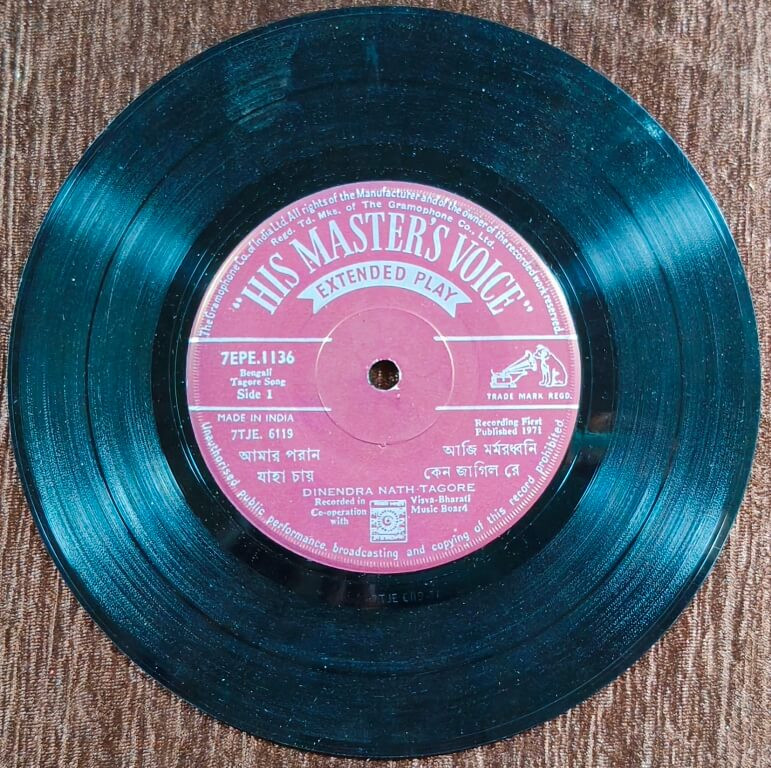 The Gramophone Co. of India Ltd. All rights of the Manufacturer and of the owner of the recorded work reserved.
Regd. Td. Mks. of The Gramophone Co., Ltd.
"HIS MASTER'S VOICE"
EXTENDED PLAY
7EPE.1136
Bengali
Tagore Song
Side 1
TRADE MARK REGD.
MADE IN INDIA
7TJE. 6119
Recording First
Published 1971
আমার পরান
যাহা চায়
আজি মর্মরধ্বনি
কেন জাগিল রে
DINENDRA NATH TAGORE
Recorded in
Co-operation
with
Visva-Bharati
Music Board
Unauthorised public performance, broadcasting and copying of this record prohibited.